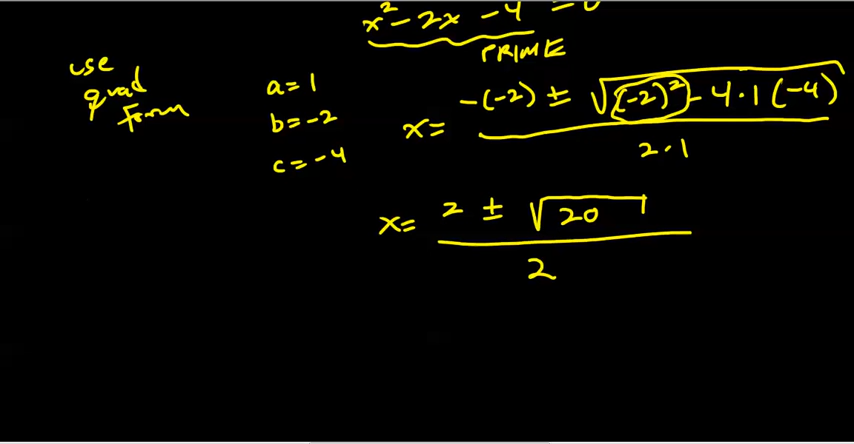 x² - 2x - 4 = 0
PRIME
use
quad
form
a = 1
b = -2
c = -4
x = -(-2) ± √(-2)² - 4·1(-4)
2·1
x = 2 ± √20
2